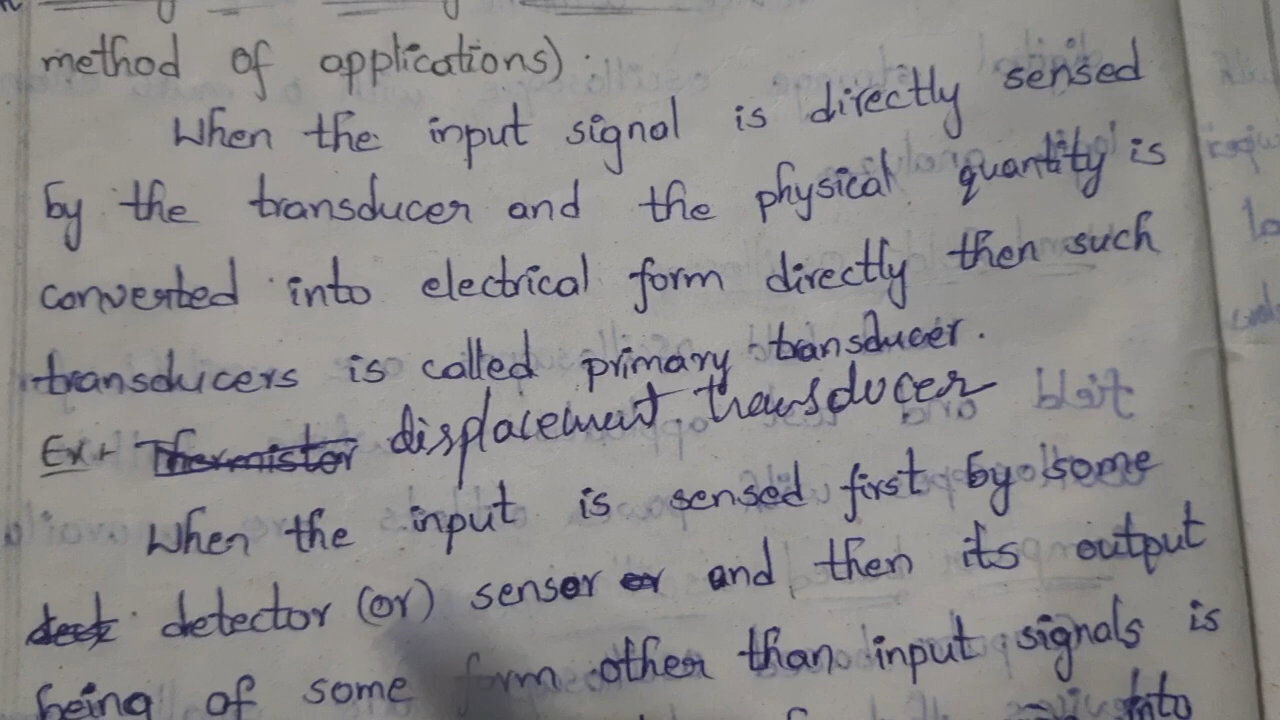 method of applications).
When the input signal is directly sensed
by the transducer and the physical quantity is
converted into electrical form directly then such
transducers is called primary transducer.
Ex:- Thermistor displacement transducer
When the input is sensed first by some
detector (or) sensor or and then its output
being of some form other than input signals is
into